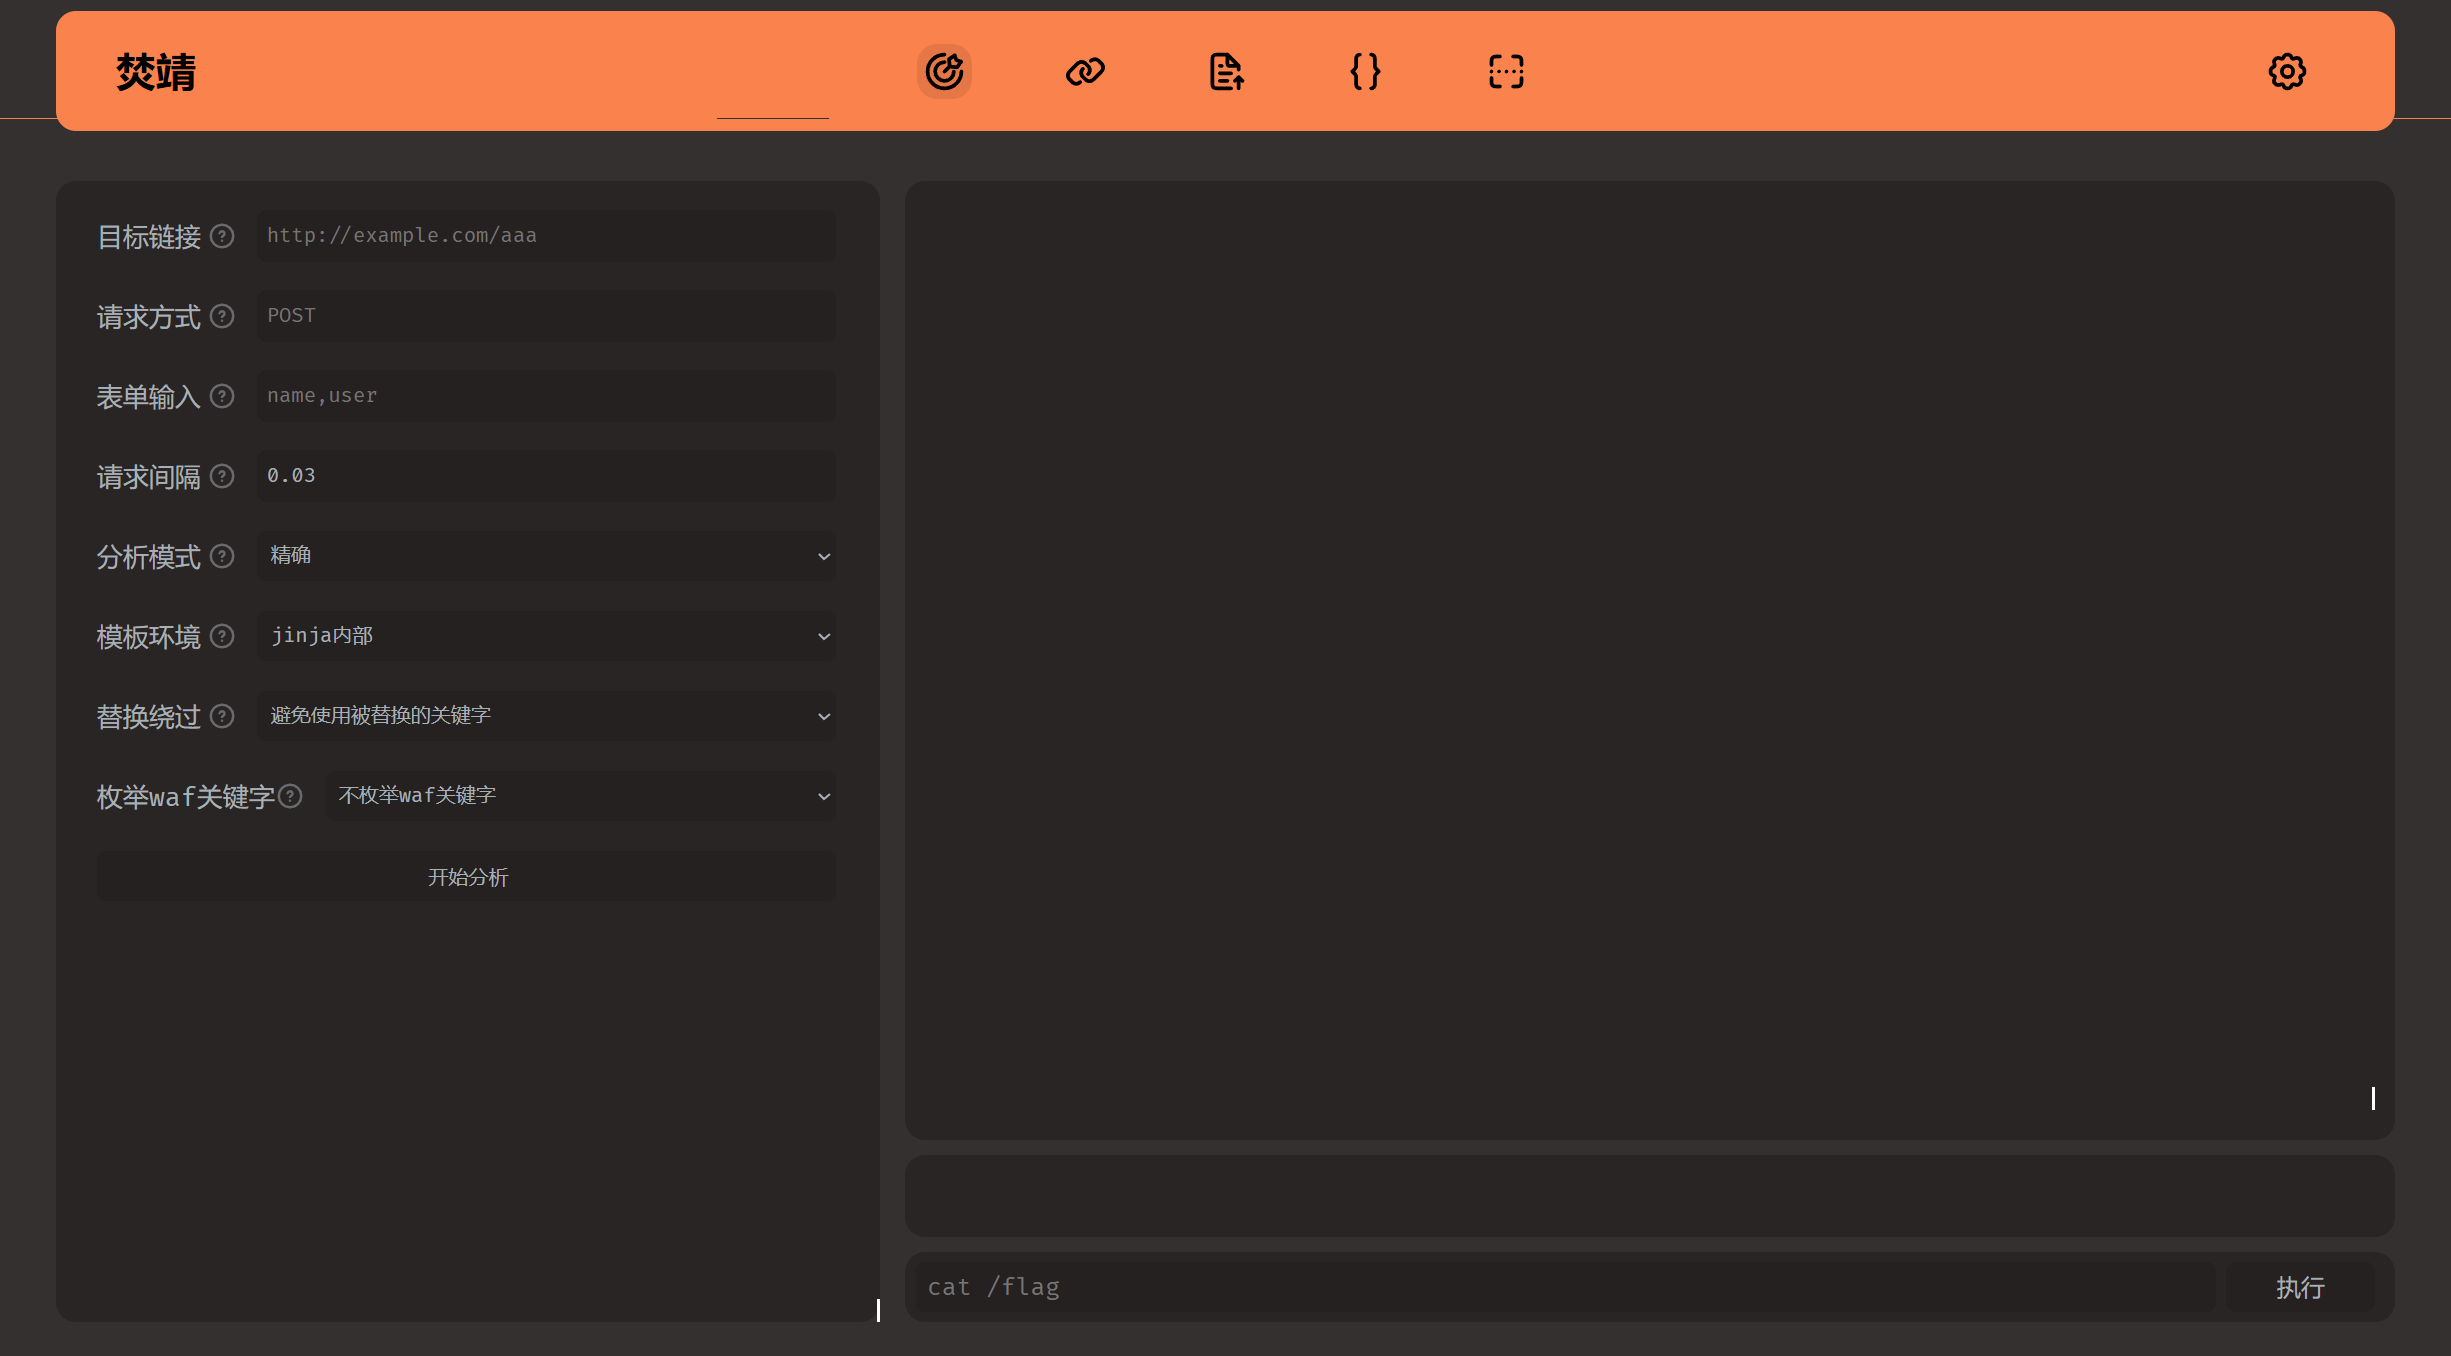 焚靖
目标链接 http://example.com/aaa
请求方式 POST
表单输入 name,user
请求间隔 0.03
分析模式 精确
模板环境 jinja内部
替换绕过 避免使用被替换的关键字
枚举waf关键字 不枚举waf关键字
开始分析
cat /flag 执行